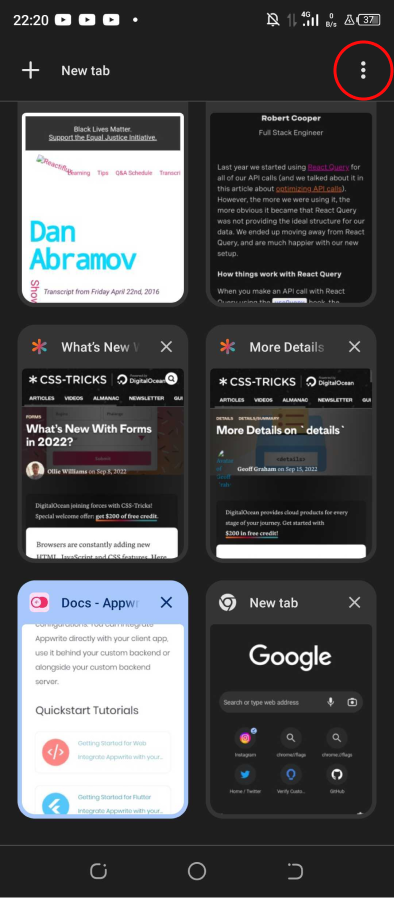 22:20
4G
0
B/s
37
New tab
Black Lives Matter.
Support the Equal Justice Initiative.
Reactiflux
Learning Tips Q&A Schedule Transcri
Dan
Abramov
Show
Transcript from Friday April 22nd, 2016
Robert Cooper
Full Stack Engineer
Last year we started using React Query for
all of our API calls (and we talked about it in
this article about optimizing API calls).
However, the more we were using it, the
more obvious it became that React Query
was not providing the ideal structure for our
data. We ended up moving away from React
Query, and are much happier with our new
setup.
How things work with React Query
When you make an API call with React
Query using the useQuery hook, the
What's New W
CSS-TRICKS Powered by DigitalOcean
ARTICLES VIDEOS ALMANAC NEWSLETTER GUI
FORMS
What's New With Forms
in 2022?
Submit
Ollie Williams on Sep 8, 2022
DigitalOcean joining forces with CSS-Tricks!
Special welcome offer: get $200 of free credit.
Browsers are constantly adding new
HTML, JavaScript and CSS features. Here
More Details
CSS-TRICKS Powered by DigitalOcean
ARTICLES VIDEOS ALMANAC NEWSLETTER GUI
DETAILS DETAILS/SUMMARY
More Details on `details`
<details>
Geoff Graham on Sep 15, 2022
DigitalOcean provides cloud products for every
stage of your journey. Get started with
$200 in free credit!
Docs - Appwr
configurations. You can integrate
Appwrite directly with your client app,
use it behind your custom backend or
alongside your custom backend
server.
Quickstart Tutorials
Getting Started for Web
Integrate Appwrite with your...
Getting Started for Flutter
Integrate Appwrite with your...
New tab
Google
Search or type web address
Instagram chrome://flags chrome://flags
Home / Twitter Verify Custo... GitHub